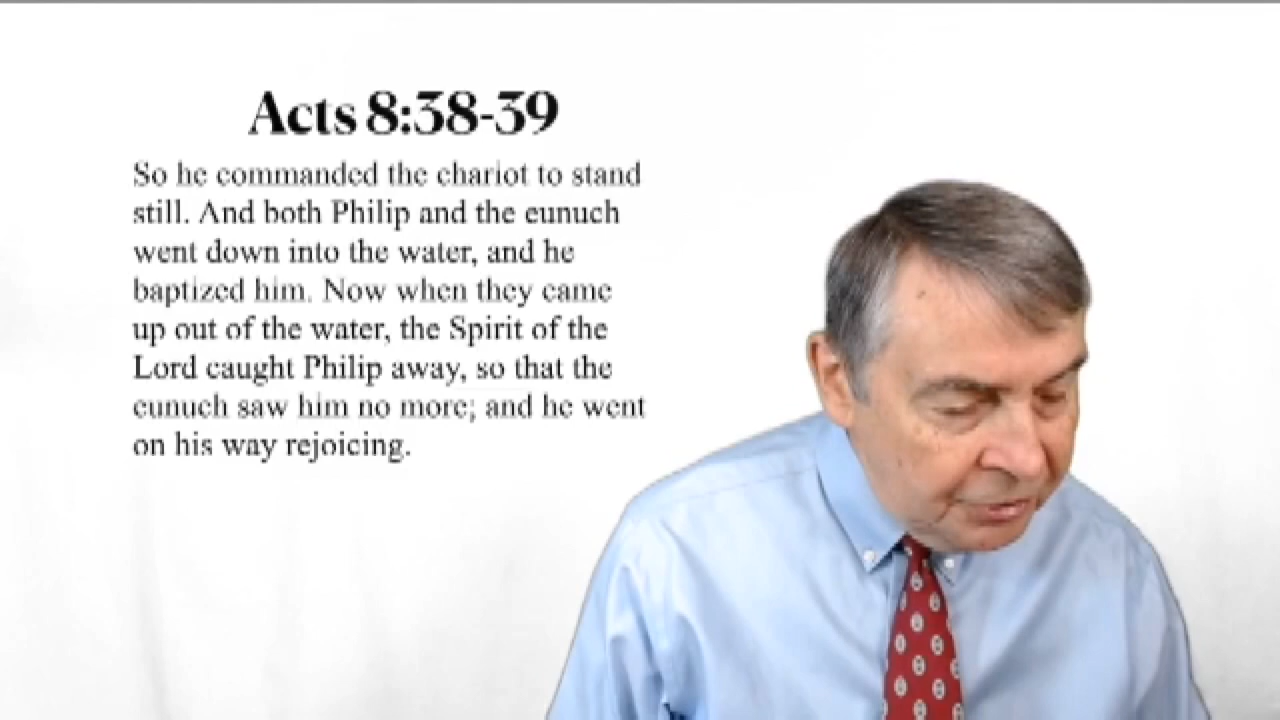 Acts 8:38-39
So he commanded the chariot to stand
still. And both Philip and the eunuch
went down into the water, and he
baptized him. Now when they came
up out of the water, the Spirit of the
Lord caught Philip away, so that the
eunuch saw him no more; and he went
on his way rejoicing.